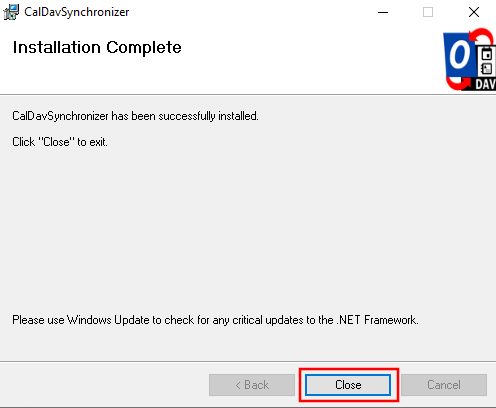 CalDavSynchronizer
Installation Complete
O
DAV
CalDavSynchronizer has been successfully installed.
Click "Close" to exit.
Please use Windows Update to check for any critical updates to the .NET Framework.
< Back
Close
Cancel